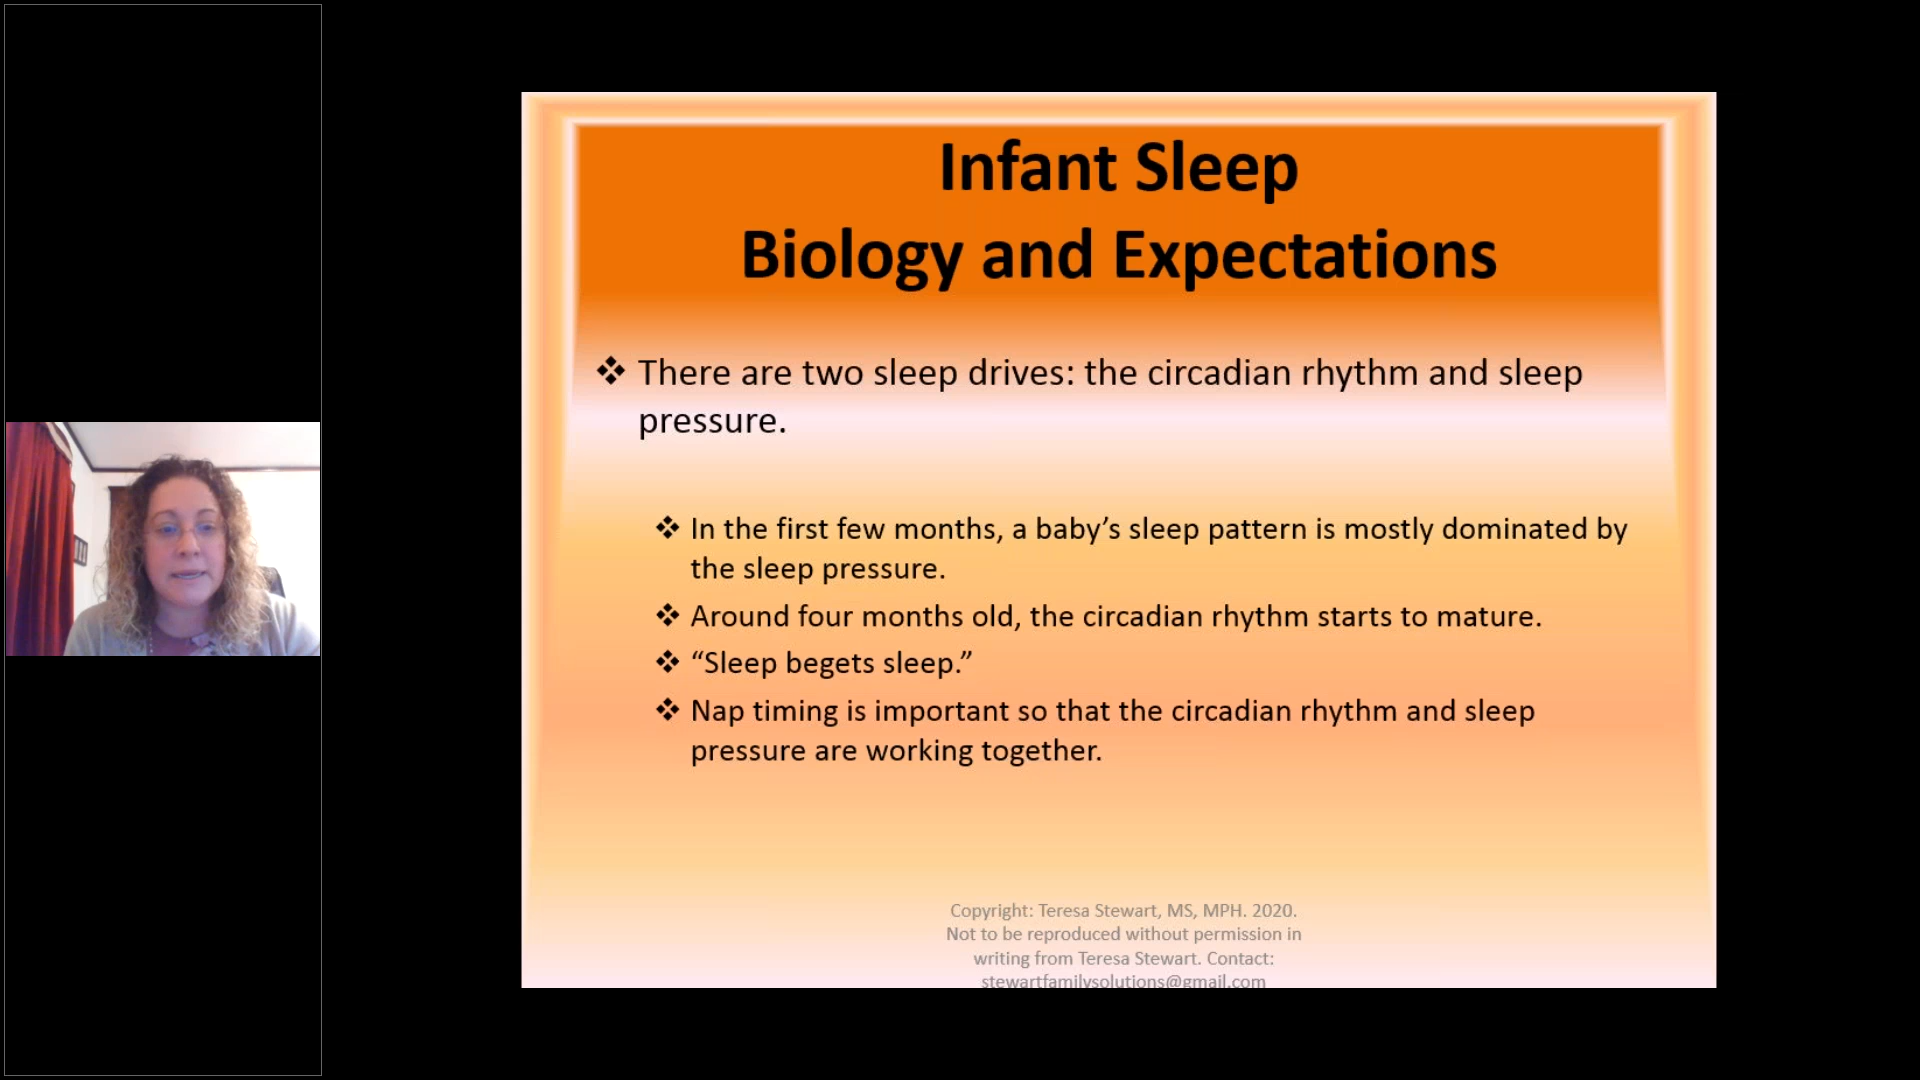 Infant Sleep
Biology and Expectations
❖ There are two sleep drives: the circadian rhythm and sleep
pressure.
❖ In the first few months, a baby’s sleep pattern is mostly dominated by
the sleep pressure.
❖ Around four months old, the circadian rhythm starts to mature.
❖ “Sleep begets sleep.”
❖ Nap timing is important so that the circadian rhythm and sleep
pressure are working together.
Copyright: Teresa Stewart, MS, MPH. 2020.
Not to be reproduced without permission in
writing from Teresa Stewart. Contact:
stewartfamilysolutions@gmail.com